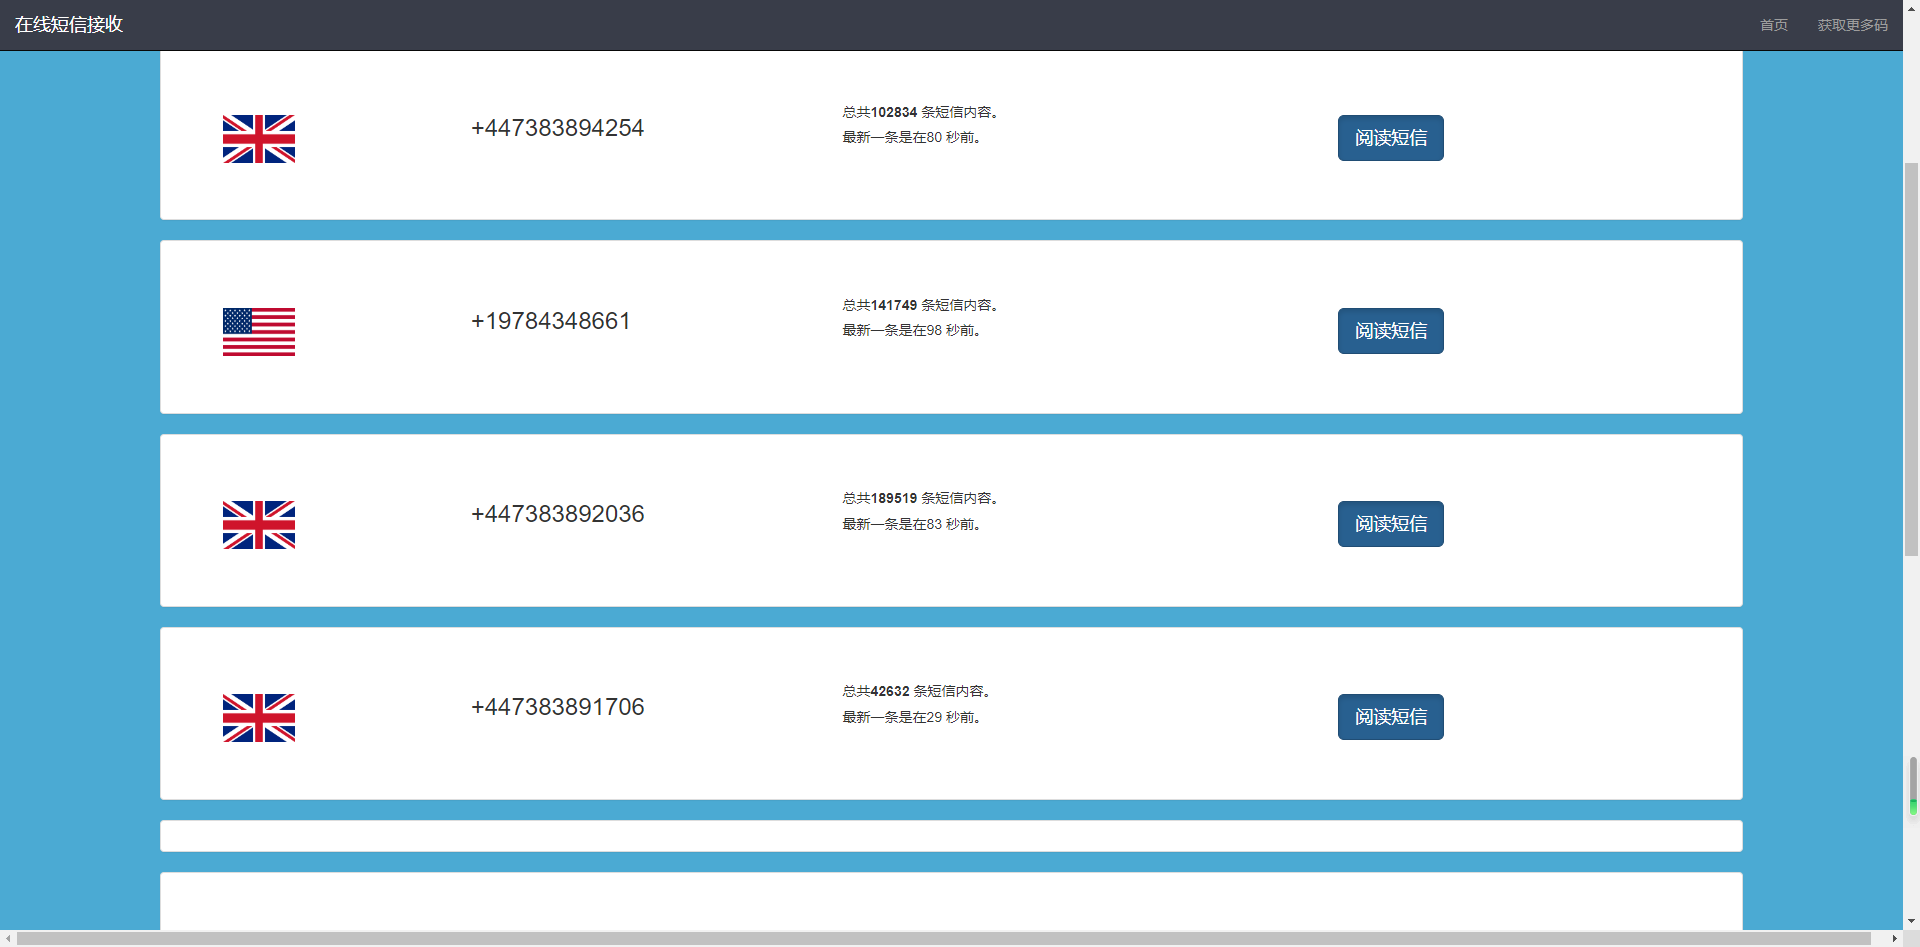 在线短信接收
首页
获取更多码
+447383894254
总共102834 条短信内容。
最新一条是在80 秒前。
阅读短信
+19784348661
总共141749 条短信内容。
最新一条是在98 秒前。
阅读短信
+447383892036
总共189519 条短信内容。
最新一条是在83 秒前。
阅读短信
+447383891706
总共42632 条短信内容。
最新一条是在29 秒前。
阅读短信